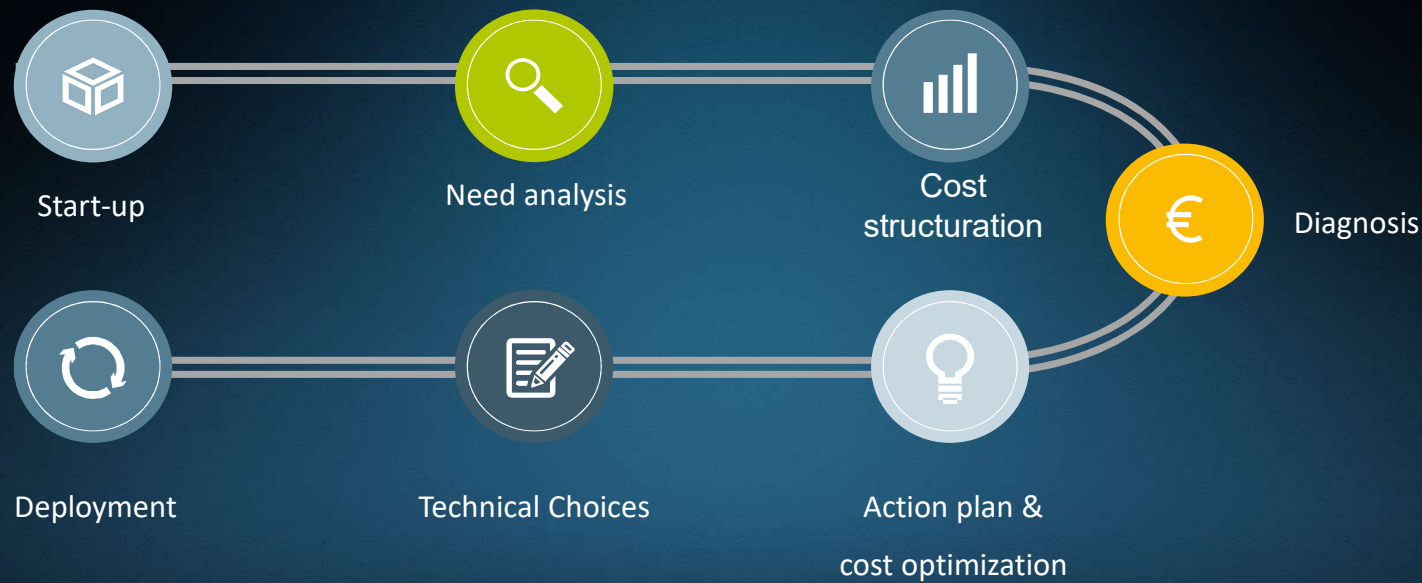 Start-up
Need analysis
Cost
structuration
€
Diagnosis
Deployment
Technical Choices
Action plan &
cost optimization